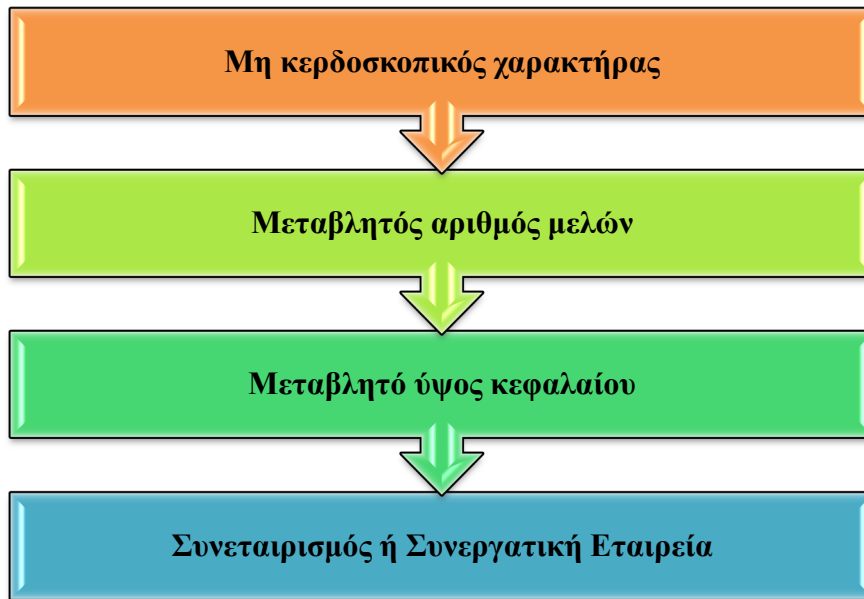 Μη κερδοσκοπικός χαρακτήρας
Μεταβλητός αριθμός μελών
Μεταβλητό ύψος κεφαλαίου
Συνεταιρισμός ή Συνεργατική Εταιρεία